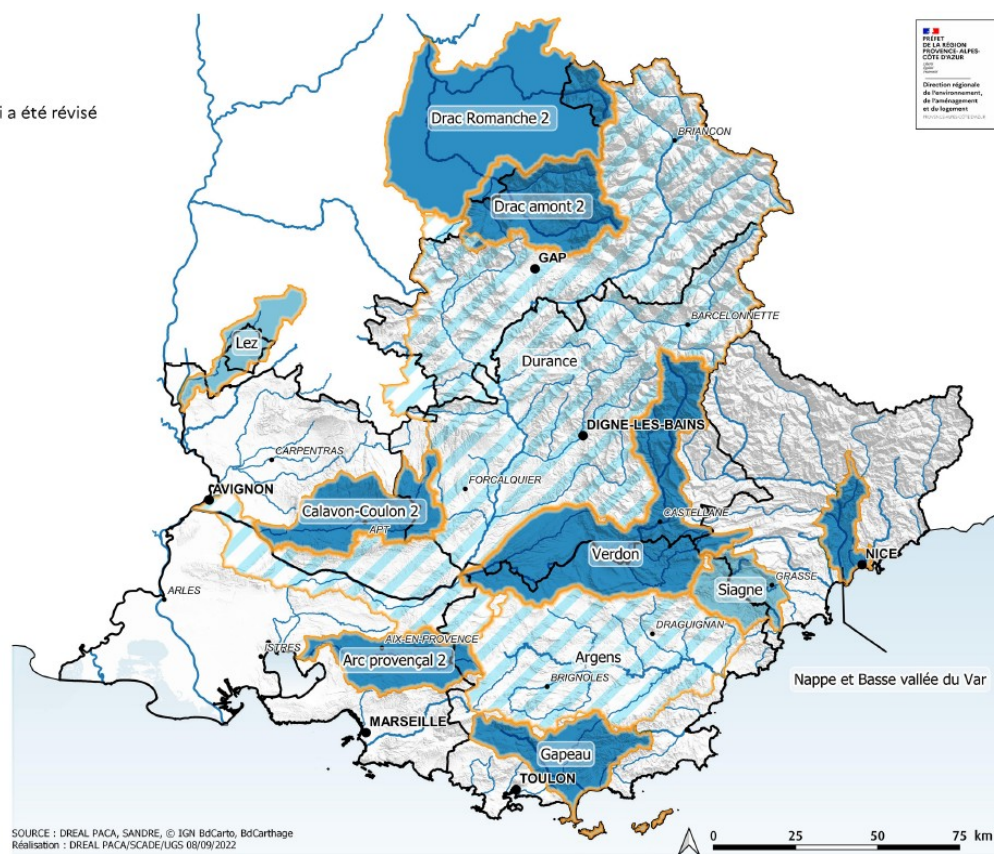 i a été révisé
PRÉFET
DE LA RÉGION
PROVENCE-ALPES-
CÔTE D'AZUR
Direction régionale
de l'environnement,
de l'aménagement
et du logement
Drac Romanche 2
BRIANÇON
Drac amont 2
GAP
BARCELONNETTE
Lez
Durance
DIGNE-LES-BAINS
CARPENTRAS
FORCALQUIER
AVIGNON
Calavon-Coulon 2
APT
CASTELLANE
Verdon
NICE
Siagne
GRASSE
ARLES
DRAGUIGNAN
ISTRES
AIX-EN-PROVENCE
Arc provençal 2
Argens
BRIGNOLES
Nappe et Basse vallée du Var
MARSEILLE
Gapeau
TOULON
SOURCE : DREAL PACA, SANDRE, © IGN BdCarto, BdCarthage
Réalisation : DREAL PACA/SCADE/UGS 08/09/2022
0 25 50 75 km